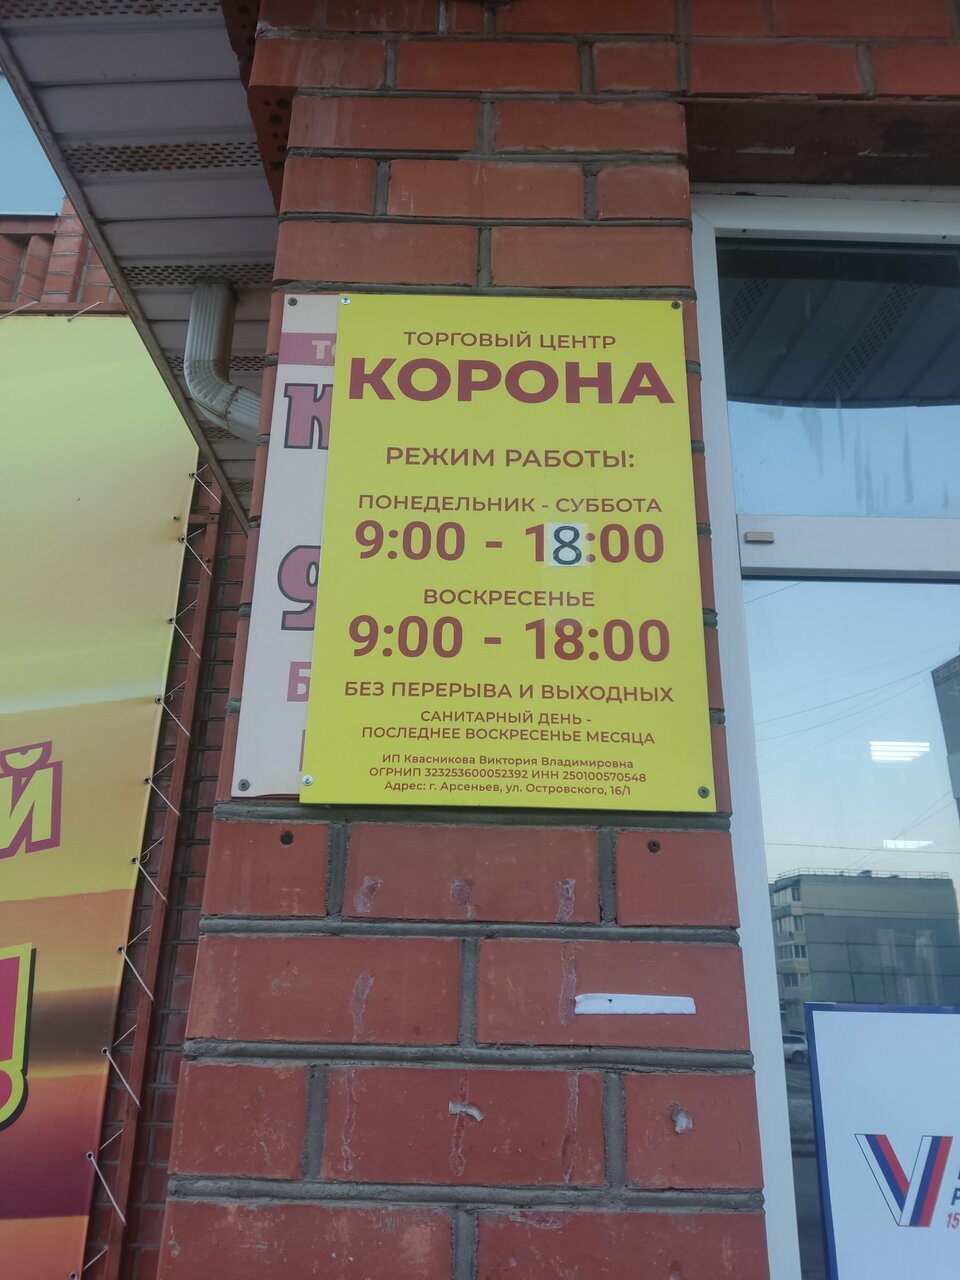 ТОРГОВЫЙ ЦЕНТР
КОРОНА
РЕЖИМ РАБОТЫ:
ПОНЕДЕЛЬНИК - СУББОТА
9:00 - 18:00
ВОСКРЕСЕНЬЕ
9:00 - 18:00
БЕЗ ПЕРЕРЫВА И ВЫХОДНЫХ
САНИТАРНЫЙ ДЕНЬ -
ПОСЛЕДНЕЕ ВОСКРЕСЕНЬЕ МЕСЯЦА
ИП Квасникова Виктория Владимировна
ОГРНИП 323253600052392 ИНН 250100570548
Адрес: г. Арсеньев, ул. Островского, 16/1